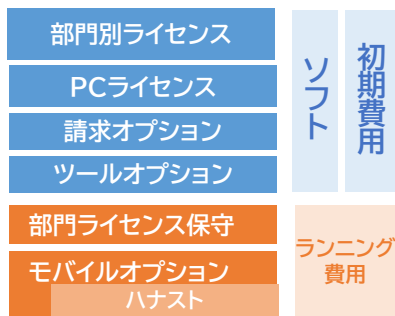 部門別ライセンス
PCライセンス
請求オプション
ツールオプション
ソフト
初期費用
部門ライセンス保守
モバイルオプション
ハナスト
ランニング
費用